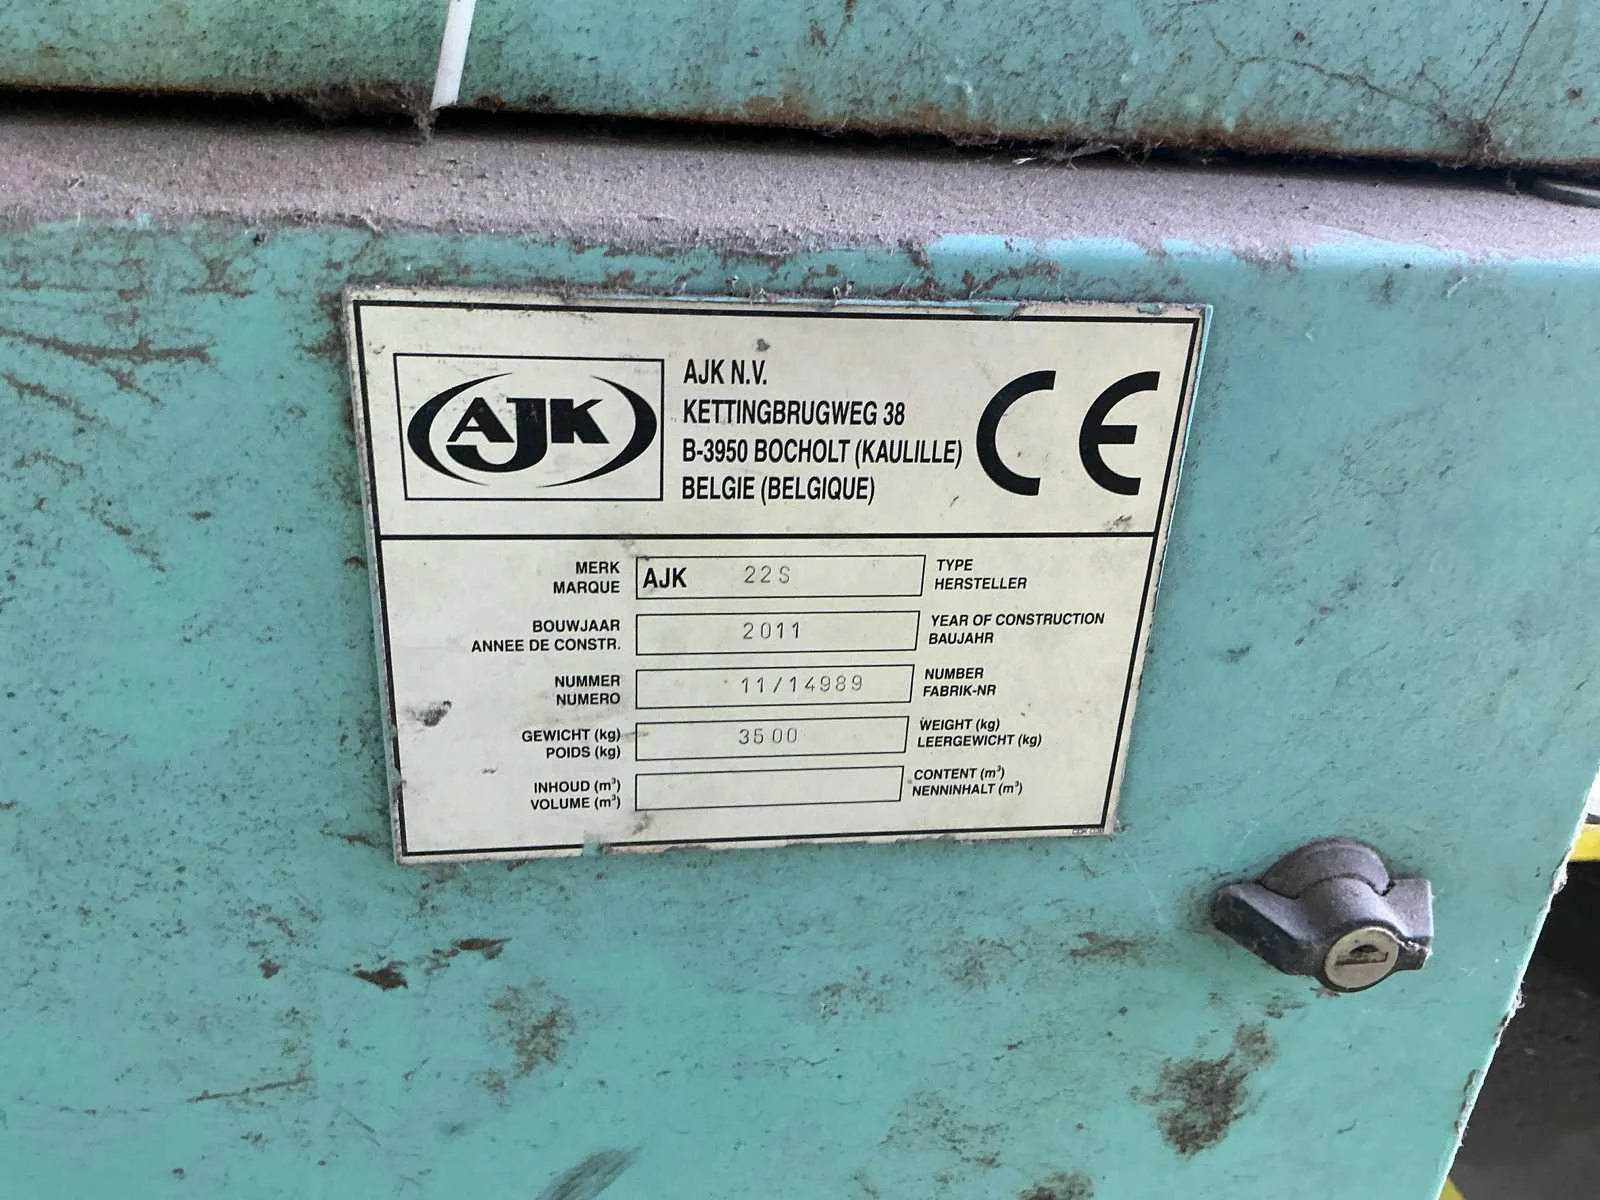 AJK
AJK N.V.
KETTINGBRUGWEG 38
B-3950 BOCHOLT (KAULILLE)
BELGIE (BELGIQUE)
CE
MERK
MARQUE
AJK 22S
TYPE
HERSTELLER
BOUWJAAR
ANNEE DE CONSTR.
2011
YEAR OF CONSTRUCTION
BAUJAHR
NUMMER
NUMERO
11/14989
NUMBER
FABRIK-NR
GEWICHT (kg)
POIDS (kg)
3500
WEIGHT (kg)
LEERGEWICHT (kg)
INHOUD (m³)
VOLUME (m³)
CONTENT (m³)
NENNINHALT (m³)